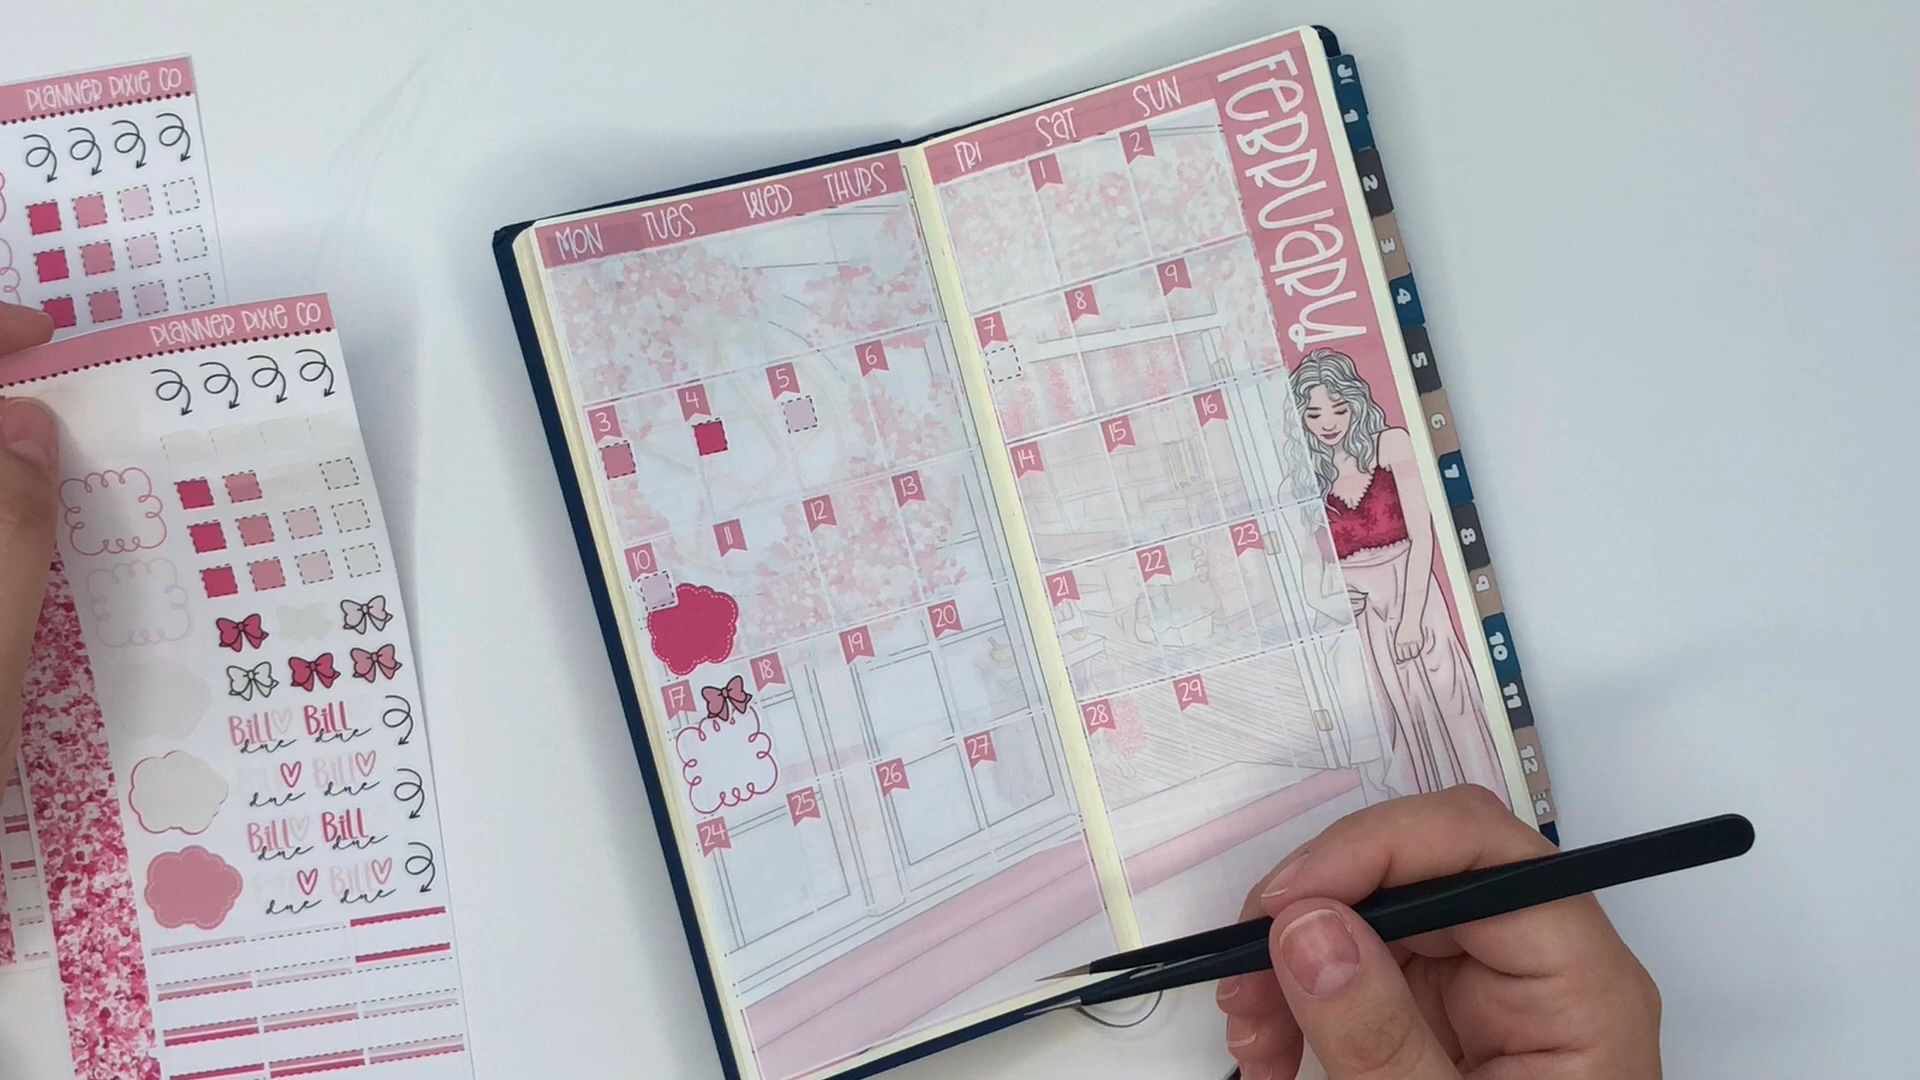 PLANNER PIXIE CO
PLANNER PIXIE CO
Bill due Bill due
Bill due
Bill due Bill due
Bill due
MON TUES WED THURS
3 4 5 6
10 11 12 13
17 18 19 20
24 25 26 27
FRI SAT SUN
1 2
7 8 9
14 15 16
21 22 23
28 29
FEBRUARY
1
2
3
4
5
6
7
8
9
10
11
12